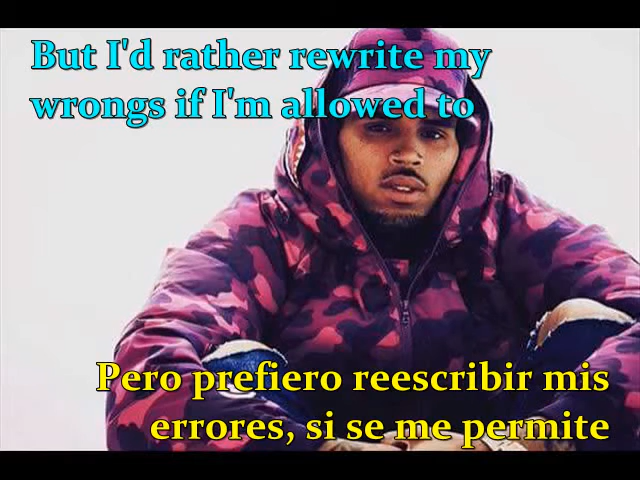 But I'd rather rewrite my
wrongs if I'm allowed to
Pero prefiero reescribir mis
errores, si se me permite